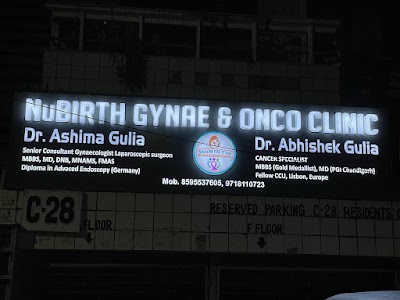 NuBIRTH GYNAE & ONCO CLINIC
Dr. Ashima Gulia
Senior Consultant Gynaecologist Laparoscopic surgeon
MBBS, MD, DNB, MNAMS, FMAS
Diploma in Advaced Endoscopy (Germany)
Dr. Abhishek Gulia
CANCER SPECIALIST
MBBS (Gold Medallist), MD (PGI Chandigarh)
Fellow CCU, Lisbon, Europe
Mob. 8595537605, 9718110723
C-28
RESERVED PARKING C-28 RESIDENTS
FLOOR
F FLOOR